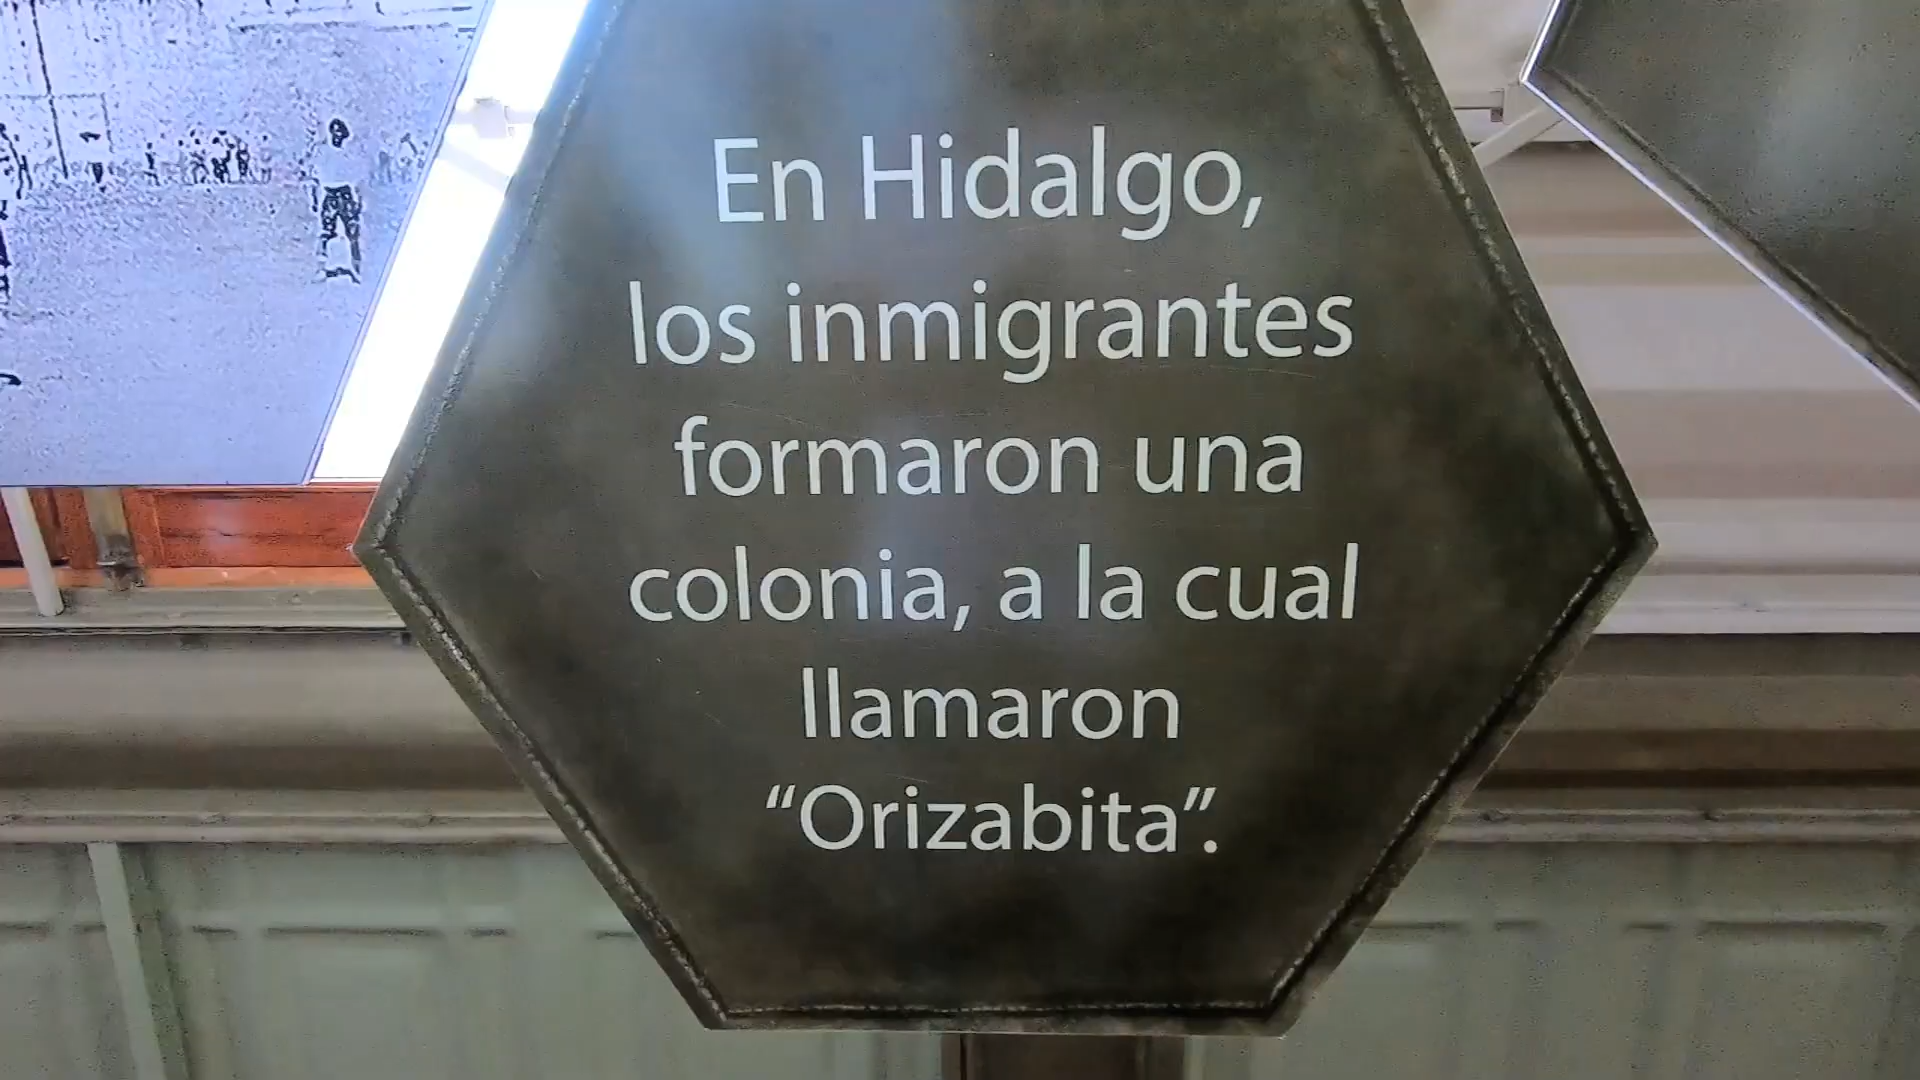 En Hidalgo,
los inmigrantes
formaron una
colonia, a la cual
llamaron
“Orizabita”.